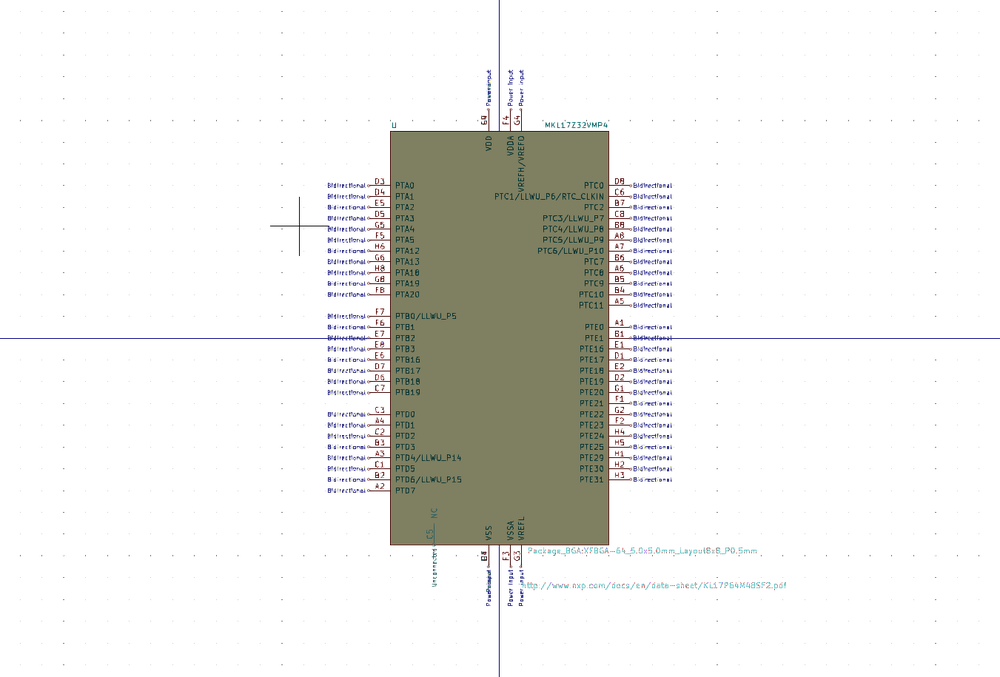 Power input
Power input
F4
G4
U
MKL17Z32VMP4
VDD
VDDA
VREFH/VREFO
Bidirectional D3 PTA0
Bidirectional D4 PTA1
Bidirectional E5 PTA2
Bidirectional D5 PTA3
Bidirectional G5 PTA4
Bidirectional F5 PTA5
Bidirectional H6 PTA12
Bidirectional G6 PTA13
Bidirectional H8 PTA18
Bidirectional G8 PTA19
Bidirectional F8 PTA20
Bidirectional F7 PTB0/LLWU_P5
Bidirectional F6 PTB1
Bidirectional E7 PTB2
Bidirectional E8 PTB3
Bidirectional E6 PTB16
Bidirectional D7 PTB17
Bidirectional D6 PTB18
Bidirectional C7 PTB19
Bidirectional C3 PTD0
Bidirectional A4 PTD1
Bidirectional C2 PTD2
Bidirectional B3 PTD3
Bidirectional A3 PTD4/LLWU_P14
Bidirectional C1 PTD5
Bidirectional B2 PTD6/LLWU_P15
Bidirectional A2 PTD7
PTC0 D8 Bidirectional
PTC1/LLWU_P6/RTC_CLKIN C6 Bidirectional
PTC2 B7 Bidirectional
PTC3/LLWU_P7 C8 Bidirectional
PTC4/LLWU_P8 B8 Bidirectional
PTC5/LLWU_P9 A8 Bidirectional
PTC6/LLWU_P10 A7 Bidirectional
PTC7 B6 Bidirectional
PTC8 A6 Bidirectional
PTC9 B5 Bidirectional
PTC10 B4 Bidirectional
PTC11 A5 Bidirectional
PTE0 A1 Bidirectional
PTE1 B1 Bidirectional
PTE16 E1 Bidirectional
PTE17 D1 Bidirectional
PTE18 E2 Bidirectional
PTE19 D2 Bidirectional
PTE20 G1 Bidirectional
PTE21 F1 Bidirectional
PTE22 G2 Bidirectional
PTE23 F2 Bidirectional
PTE24 H4 Bidirectional
PTE25 H5 Bidirectional
PTE29 H1 Bidirectional
PTE30 H2 Bidirectional
PTE31 H3 Bidirectional
NC
C5
Unconnected
VSS
VSSA
VREFL
F3
G3
Power input
Power input
Package_BGA:XFBGA-64_5.0x5.0mm_Layout8x8_P0.5mm
http://www.nxp.com/docs/en/data-sheet/KL17P64M48SF2.pdf